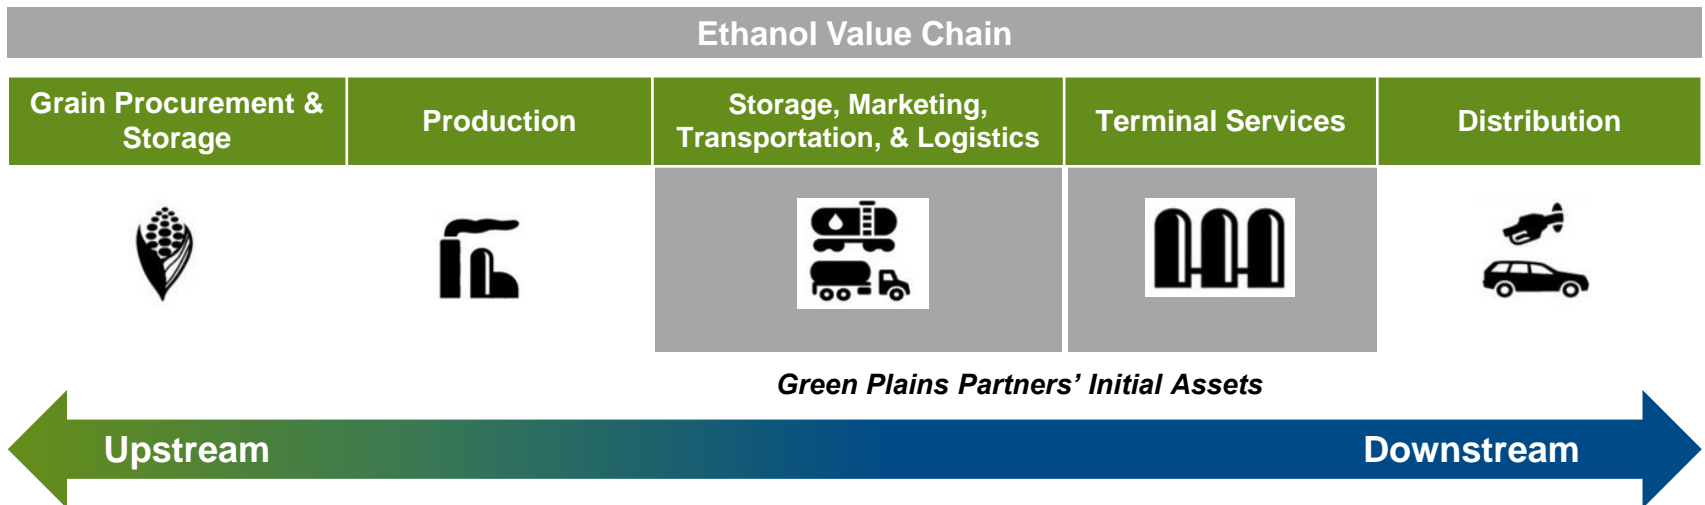 Ethanol Value Chain
Grain Procurement &
Storage
Production
Storage, Marketing,
Transportation, & Logistics
Terminal Services
Distribution
Green Plains Partners’ Initial Assets
Upstream
Downstream